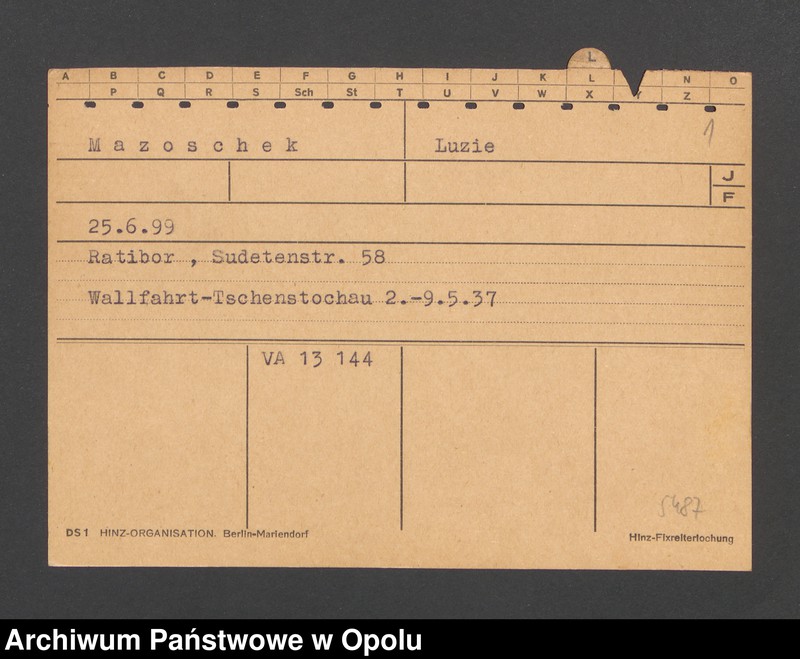 L
A B C D E F G H I J K L N O
P Q R S Sch St T U V W X Y Z
1
M a z o s c h e k Luzie
J
F
25.6.99
Ratibor , Sudetenstr. 58
Wallfahrt-Tschenstochau 2.-9.5.37
VA 13 144
5487
DS 1 HINZ-ORGANISATION. Berlin-Mariendorf
Hinz-Fixreiterlochung
Archiwum Państwowe w Opolu